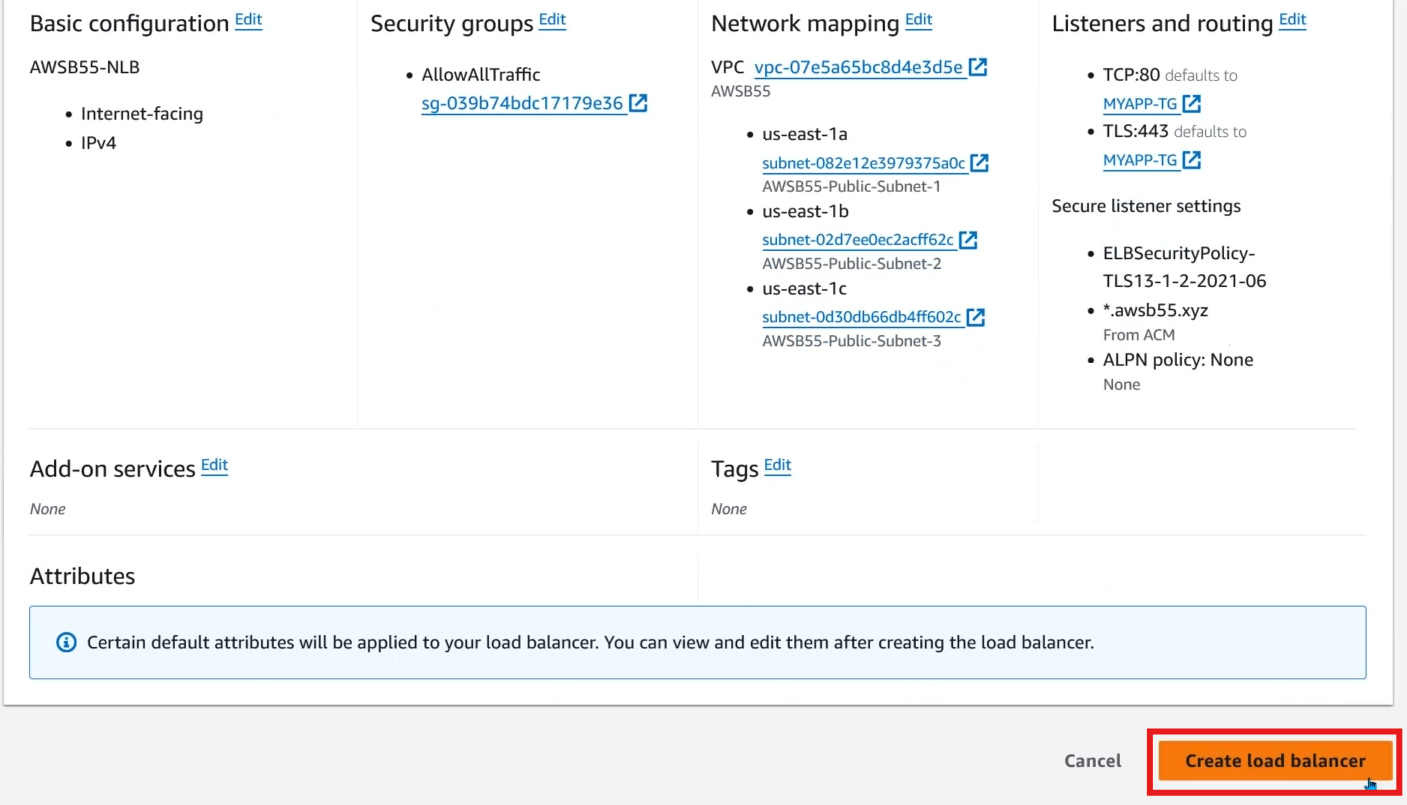 Basic configuration Edit
AWSB55-NLB
• Internet-facing
• IPv4
Security groups Edit
• AllowAllTraffic
sg-039b74bdc17179e36
Network mapping Edit
VPC vpc-07e5a65bc8d4e3d5e
AWSB55
• us-east-1a
subnet-082e12e3979375a0c
AWSB55-Public-Subnet-1
• us-east-1b
subnet-02d7ee0ec2acff62c
AWSB55-Public-Subnet-2
• us-east-1c
subnet-0d30db66db4ff602c
AWSB55-Public-Subnet-3
Listeners and routing Edit
• TCP:80 defaults to
MYAPP-TG
• TLS:443 defaults to
MYAPP-TG
Secure listener settings
• ELBSecurityPolicy-
TLS13-1-2-2021-06
• *.awsb55.xyz
From ACM
• ALPN policy: None
None
Add-on services Edit
None
Tags Edit
None
Attributes
Certain default attributes will be applied to your load balancer. You can view and edit them after creating the load balancer.
Cancel
Create load balancer